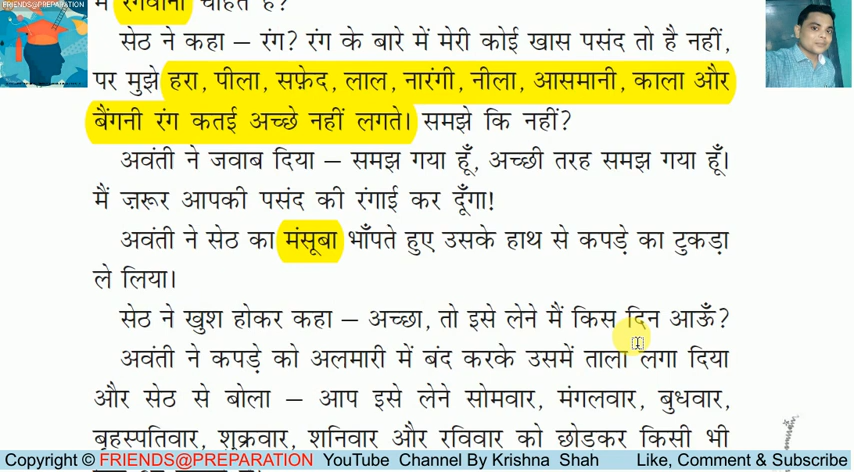 FRIENDS@PREPARATION
में रंगवाना चाहते हैं?
सेठ ने कहा – रंग? रंग के बारे में मेरी कोई खास पसंद तो है नहीं,
पर मुझे हरा, पीला, सफ़ेद, लाल, नारंगी, नीला, आसमानी, काला और
बैंगनी रंग कतई अच्छे नहीं लगते। समझे कि नहीं?
अवंती ने जवाब दिया – समझ गया हूँ, अच्छी तरह समझ गया हूँ।
मैं ज़रूर आपकी पसंद की रंगाई कर दूँगा!
अवंती ने सेठ का मंसूबा भाँपते हुए उसके हाथ से कपड़े का टुकड़ा
ले लिया।
सेठ ने खुश होकर कहा – अच्छा, तो इसे लेने मैं किस दिन आऊँ?
अवंती ने कपड़े को अलमारी में बंद करके उसमें ताला लगा दिया
और सेठ से बोला – आप इसे लेने सोमवार, मंगलवार, बुधवार,
बृहस्पतिवार, शुक्रवार, शनिवार और रविवार को छोड़कर किसी भी
Copyright © FRIENDS@PREPARATION YouTube Channel By Krishna Shah Like, Comment & Subscribe